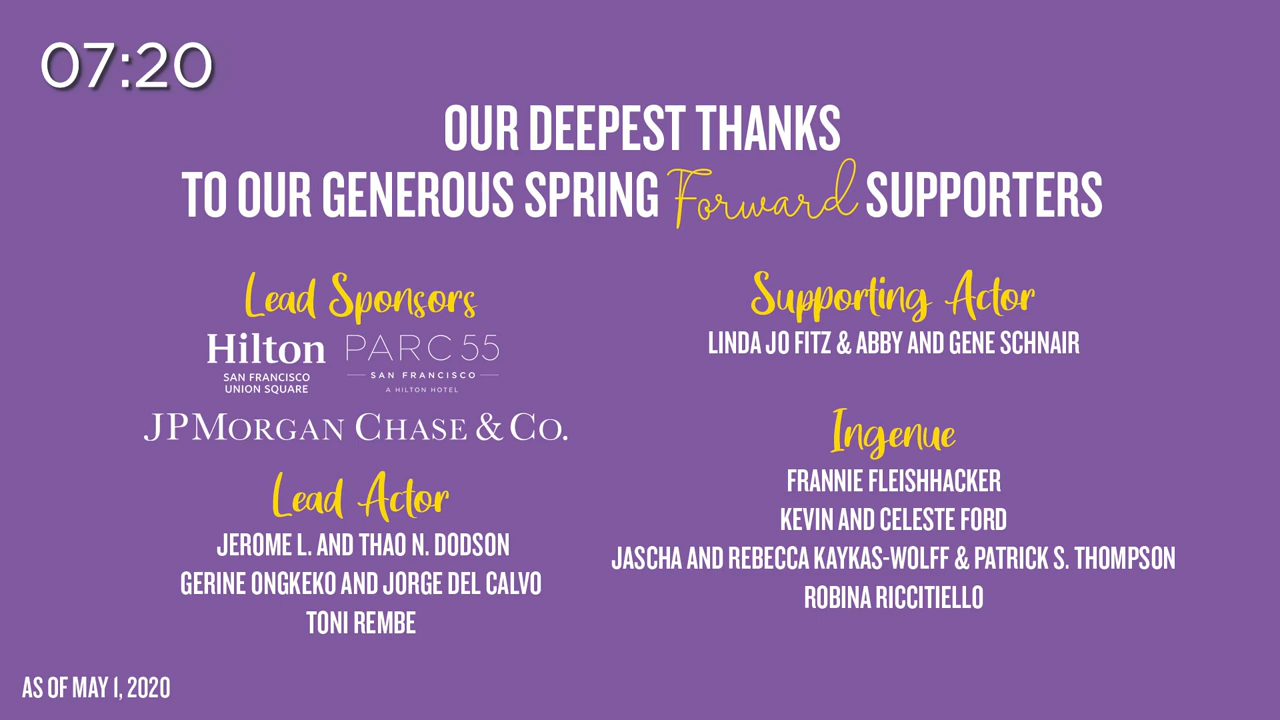 07:20
OUR DEEPEST THANKS
TO OUR GENEROUS SPRING Forward SUPPORTERS
Lead Sponsors
Hilton
SAN FRANCISCO
UNION SQUARE
PARC 55
SAN FRANCISCO
A HILTON HOTEL
JPMORGAN CHASE & CO.
Lead Actor
JEROME L. AND THAO N. DODSON
GERINE ONGKEKO AND JORGE DEL CALVO
TONI REMBE
Supporting Actor
LINDA JO FITZ & ABBY AND GENE SCHNAIR
Ingenue
FRANNIE FLEISHHACKER
KEVIN AND CELESTE FORD
JASCHA AND REBECCA KAYKAS-WOLFF & PATRICK S. THOMPSON
ROBINA RICCITIELLO
AS OF MAY 1, 2020